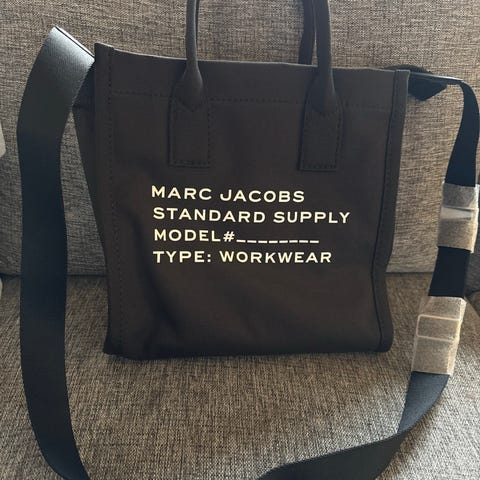 MARC JACOBS
STANDARD SUPPLY
MODEL#________
TYPE: WORKWEAR